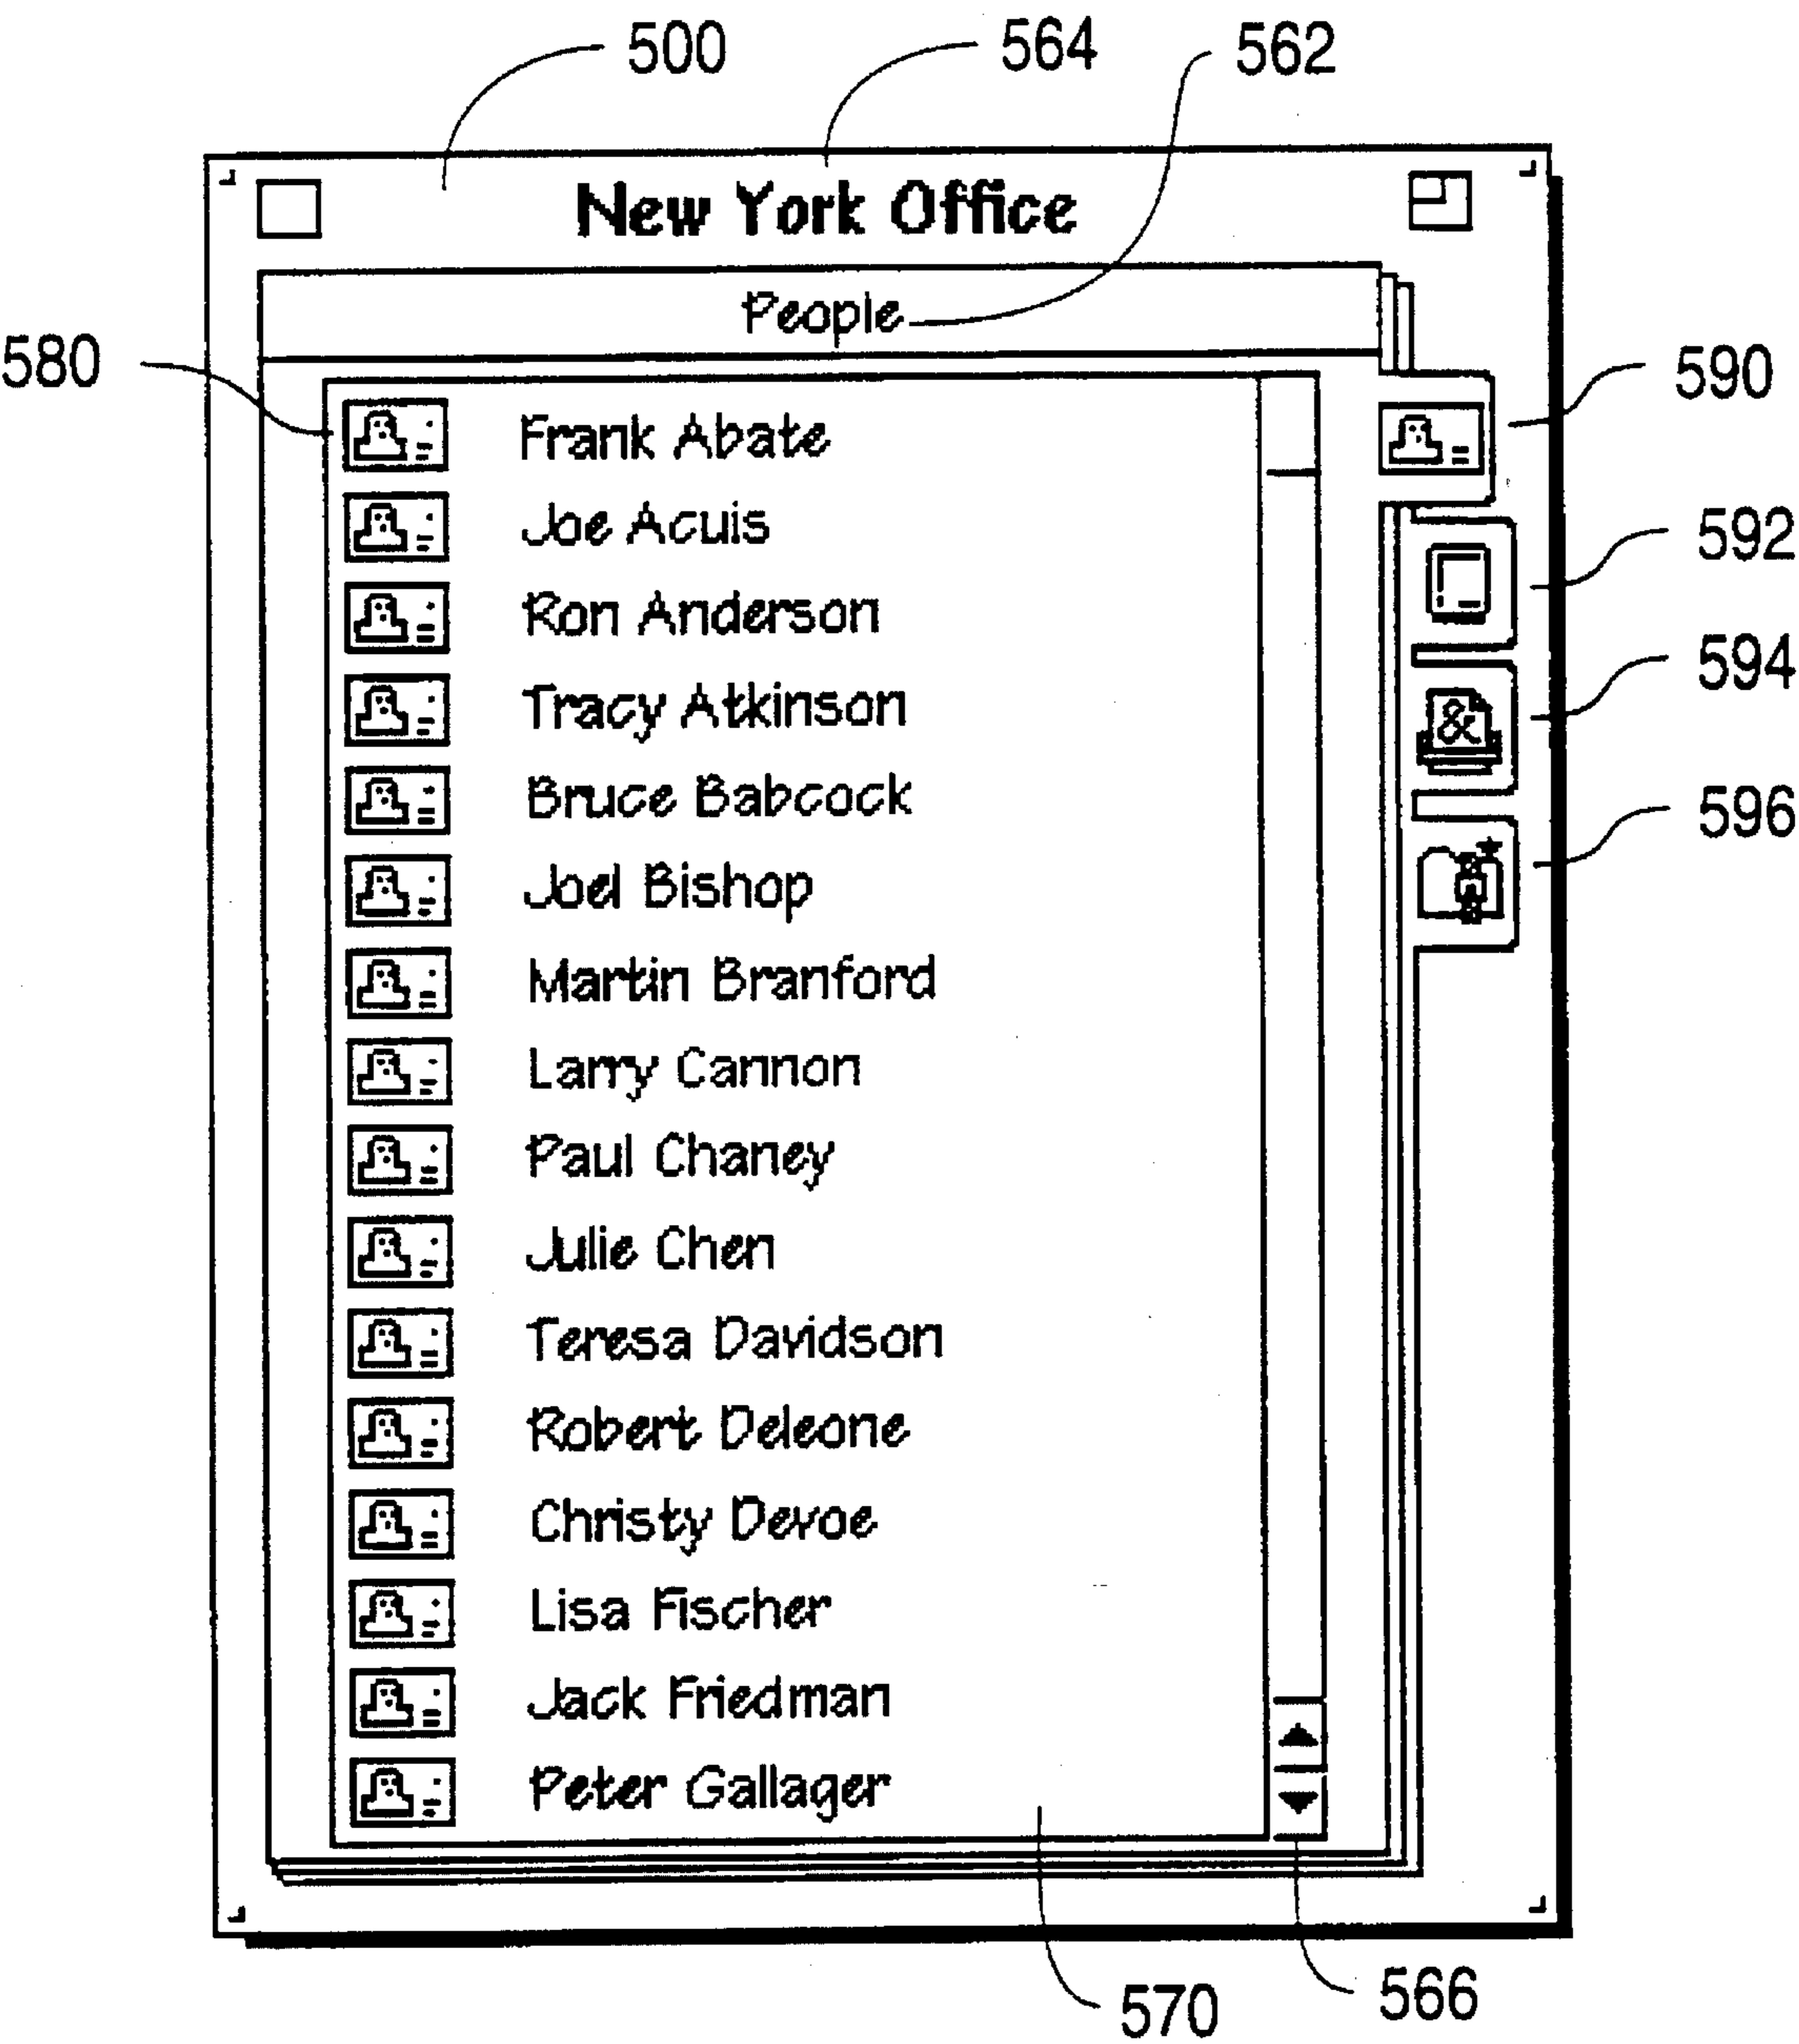 500 564 562
New York Office
People
580
590
Frank Abate
Joe Acuis
592
Ron Anderson
594
Tracy Atkinson
&
Bruce Babcock
596
Joel Bishop
Martin Branford
Larry Cannon
Paul Chaney
Julie Chen
Teresa Davidson
Robert Deleone
Christy Devoe
Lisa Fischer
Jack Friedman
Peter Gallager
570 566